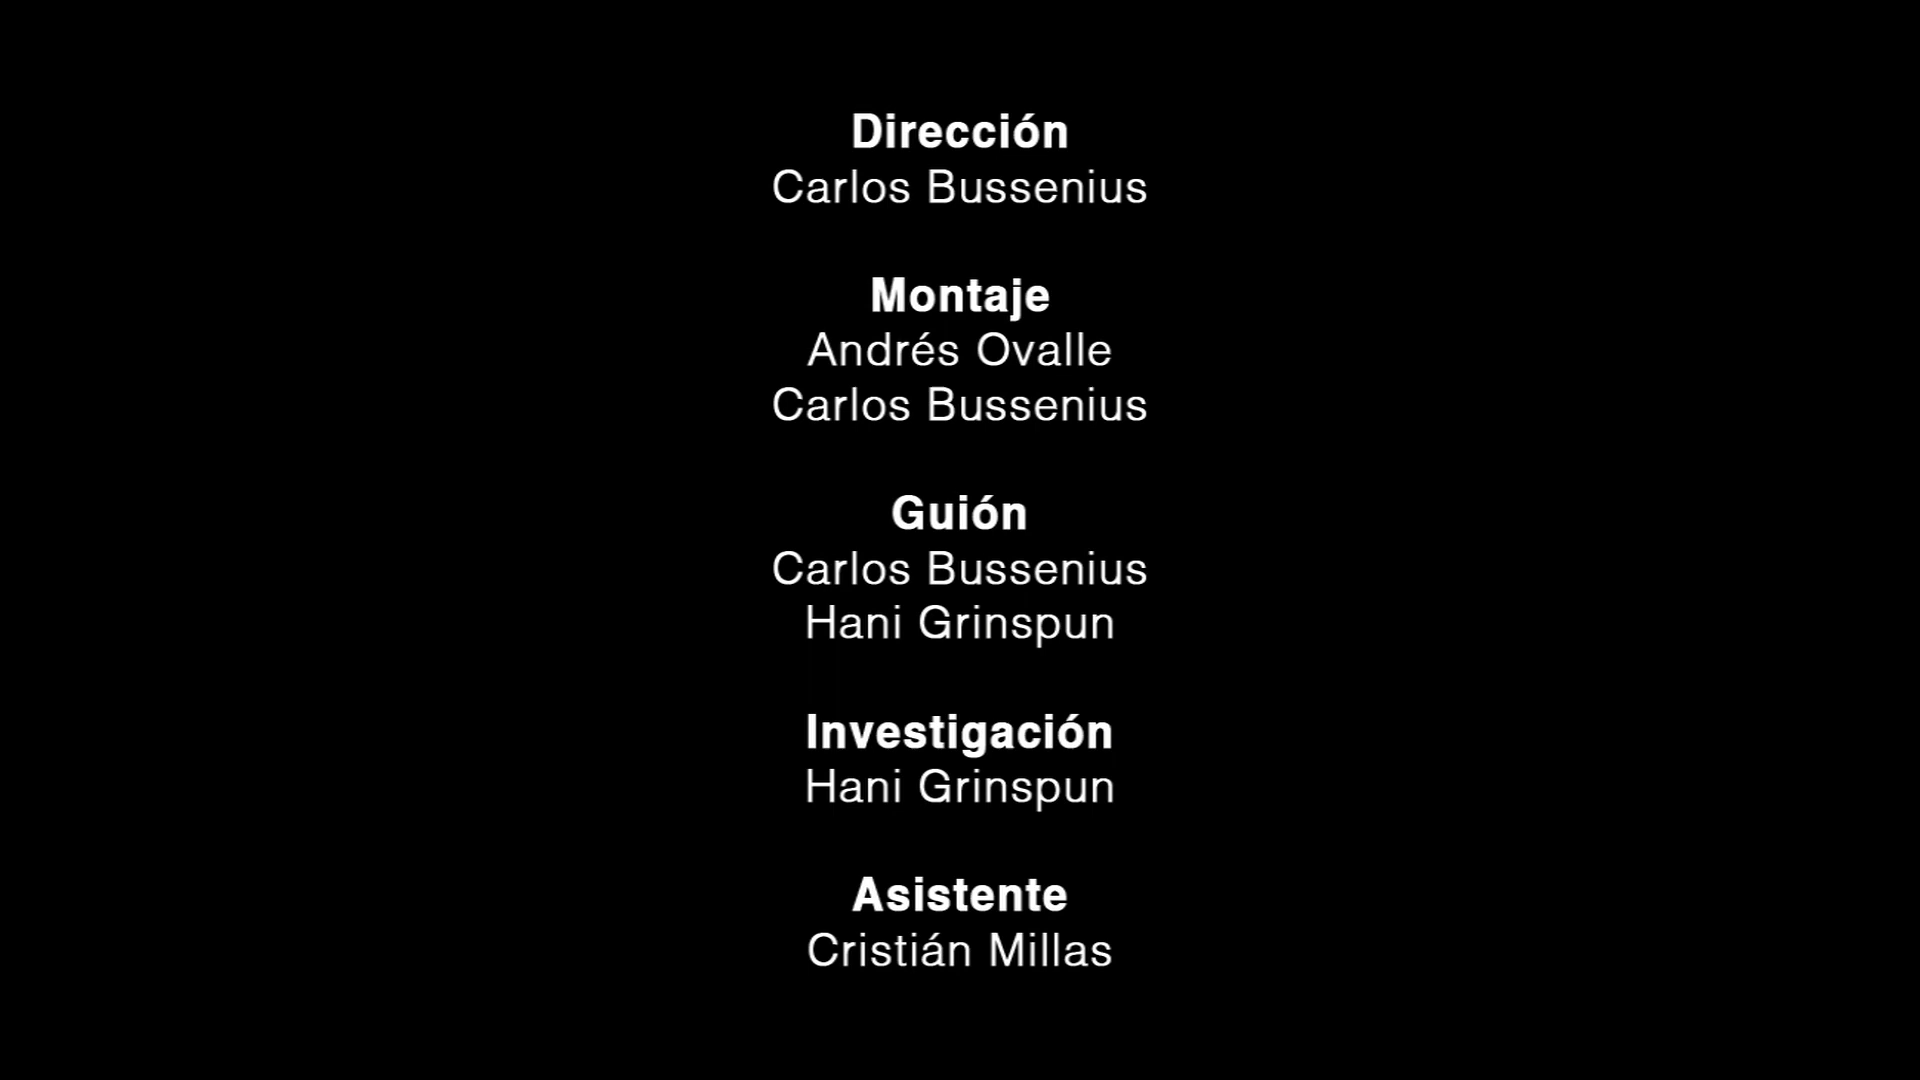 Dirección
Carlos Bussenius
Montaje
Andrés Ovalle
Carlos Bussenius
Guión
Carlos Bussenius
Hani Grinspun
Investigación
Hani Grinspun
Asistente
Cristián Millas